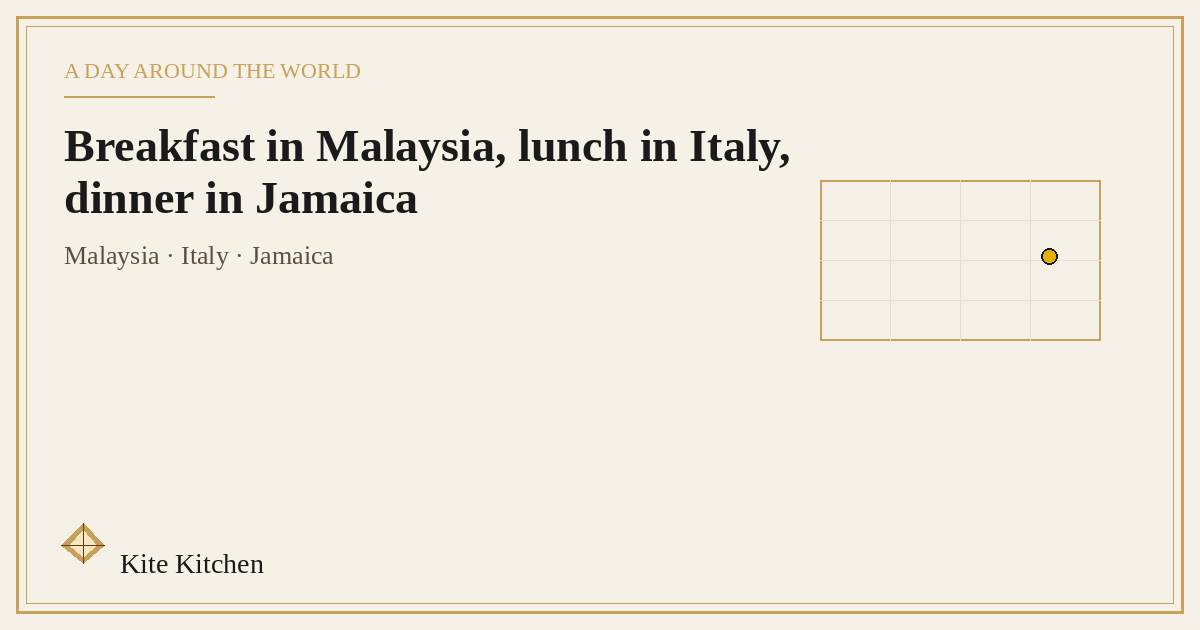 A DAY AROUND THE WORLD
Breakfast in Malaysia, lunch in Italy,
dinner in Jamaica
Malaysia · Italy · Jamaica
Kite Kitchen